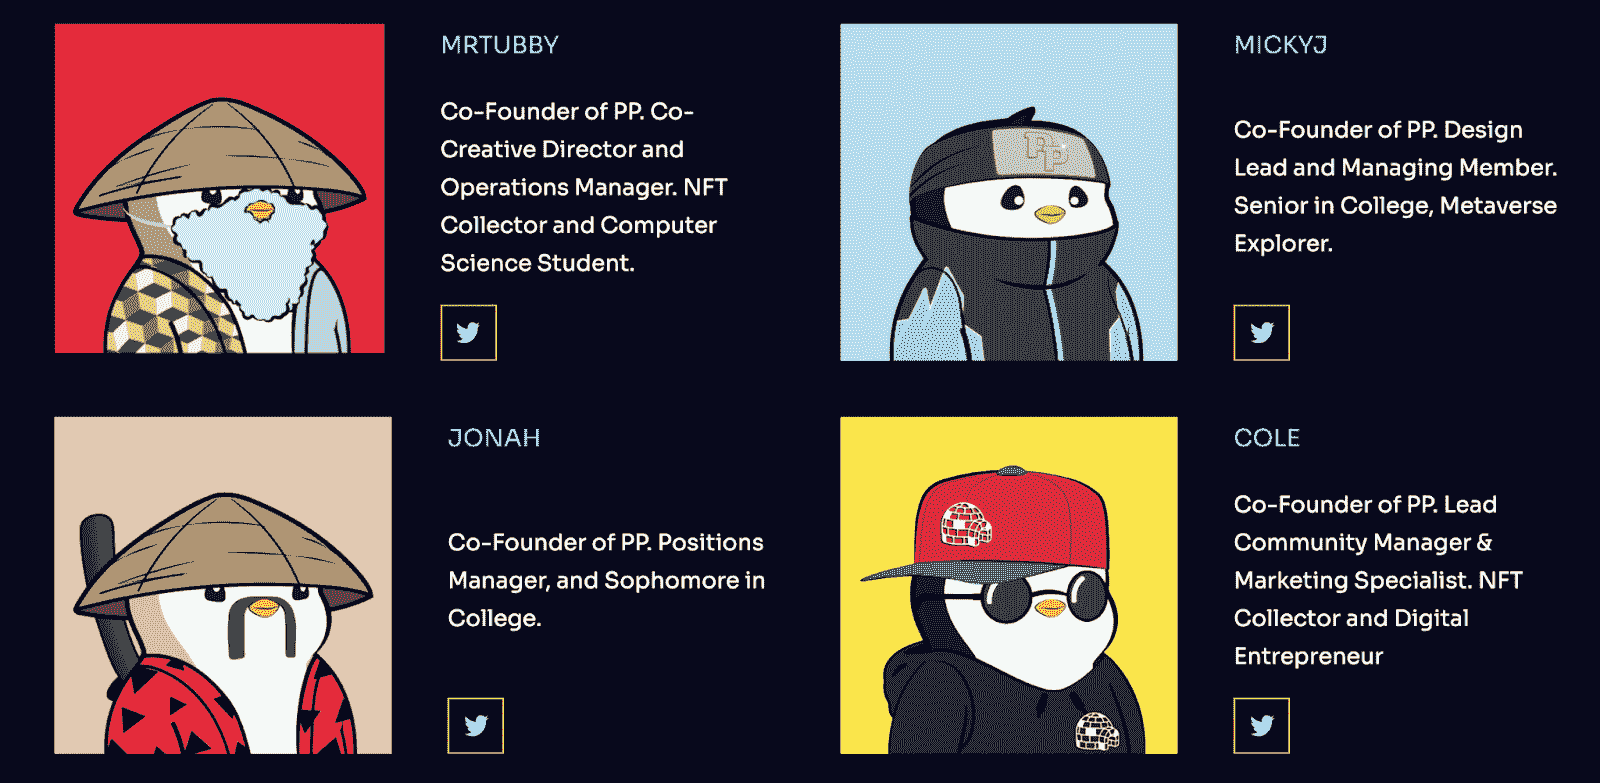 MRTUBBY
Co-Founder of PP. Co-
Creative Director and
Operations Manager. NFT
Collector and Computer
Science Student.
MICKYJ
Co-Founder of PP. Design
Lead and Managing Member.
Senior in College, Metaverse
Explorer.
PP
JONAH
Co-Founder of PP. Positions
Manager, and Sophomore in
College.
COLE
Co-Founder of PP. Lead
Community Manager &
Marketing Specialist. NFT
Collector and Digital
Entrepreneur